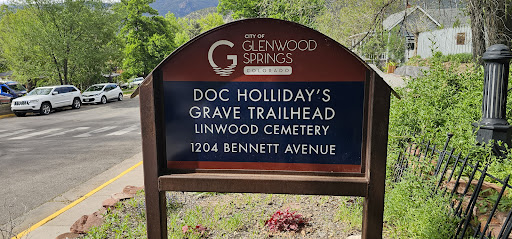 CITY OF
GLENWOOD
SPRINGS
COLORADO
DOC HOLLIDAY'S
GRAVE TRAILHEAD
LINWOOD CEMETERY
1204 BENNETT AVENUE